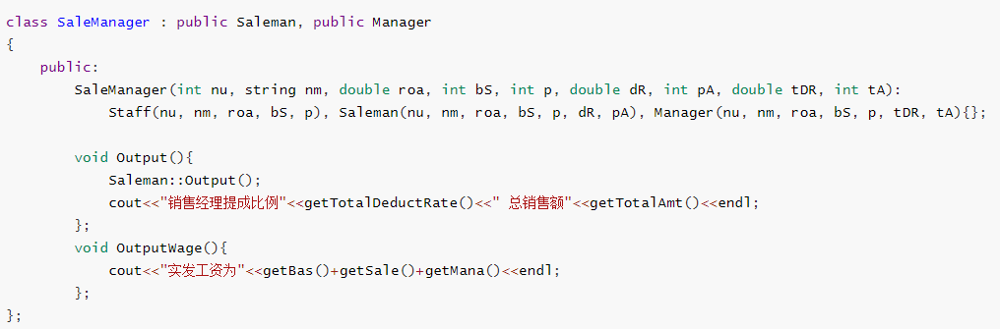 class SaleManager : public Saleman, public Manager
{
    public:
        SaleManager(int nu, string nm, double roa, int bS, int p, double dR, int pA, double tDR, int tA):
            Staff(nu, nm, roa, bS, p), Saleman(nu, nm, roa, bS, p, dR, pA), Manager(nu, nm, roa, bS, p, tDR, tA){};

        void Output(){
            Saleman::Output();
            cout<<"销售经理提成比例"<<getTotalDeductRate()<<" 总销售额"<<getTotalAmt()<<endl;
        };
        void OutputWage(){
            cout<<"实发工资为"<<getBas()+getSale()+getMana()<<endl;
        };
};